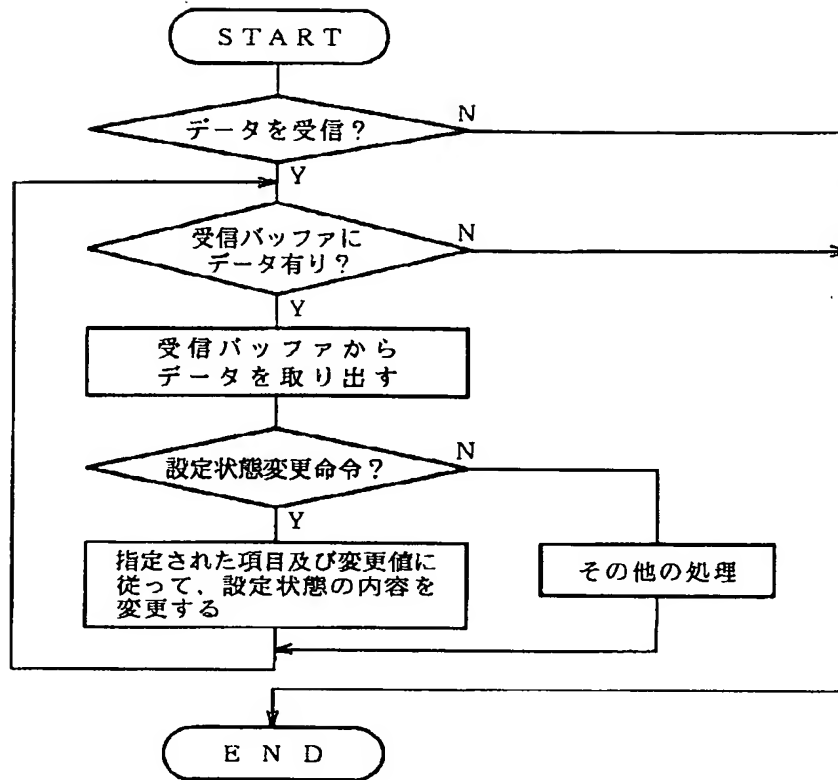 START
データを受信?
N
Y
受信バッファに
データ有り?
N
Y
受信バッファから
データを取り出す
設定状態変更命令?
N
Y
指定された項目及び変更値に
従って、設定状態の内容を
変更する
その他の処理
END